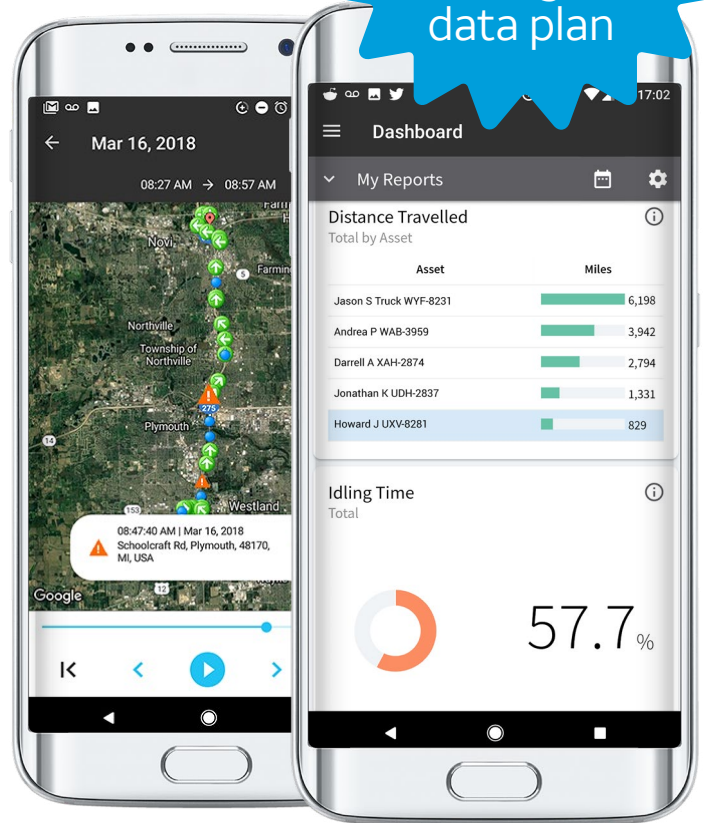 data plan
Mar 16, 2018
08:27 AM → 08:57 AM
Novi
5
Northville
Township of
Northville
275
Plymouth
14
153
Westland
08:47:40 AM | Mar 16, 2018
Schoolcraft Rd, Plymouth, 48170,
MI, USA
12
Google
17:02
Dashboard
My Reports
Distance Travelled
Total by Asset
Asset Miles
Jason S Truck WYF-8231 6,198
Andrea P WAB-3959 3,942
Darrell A XAH-2874 2,794
Jonathan K UDH-2837 1,331
Howard J UXV-8281 829
Idling Time
Total
57.7%